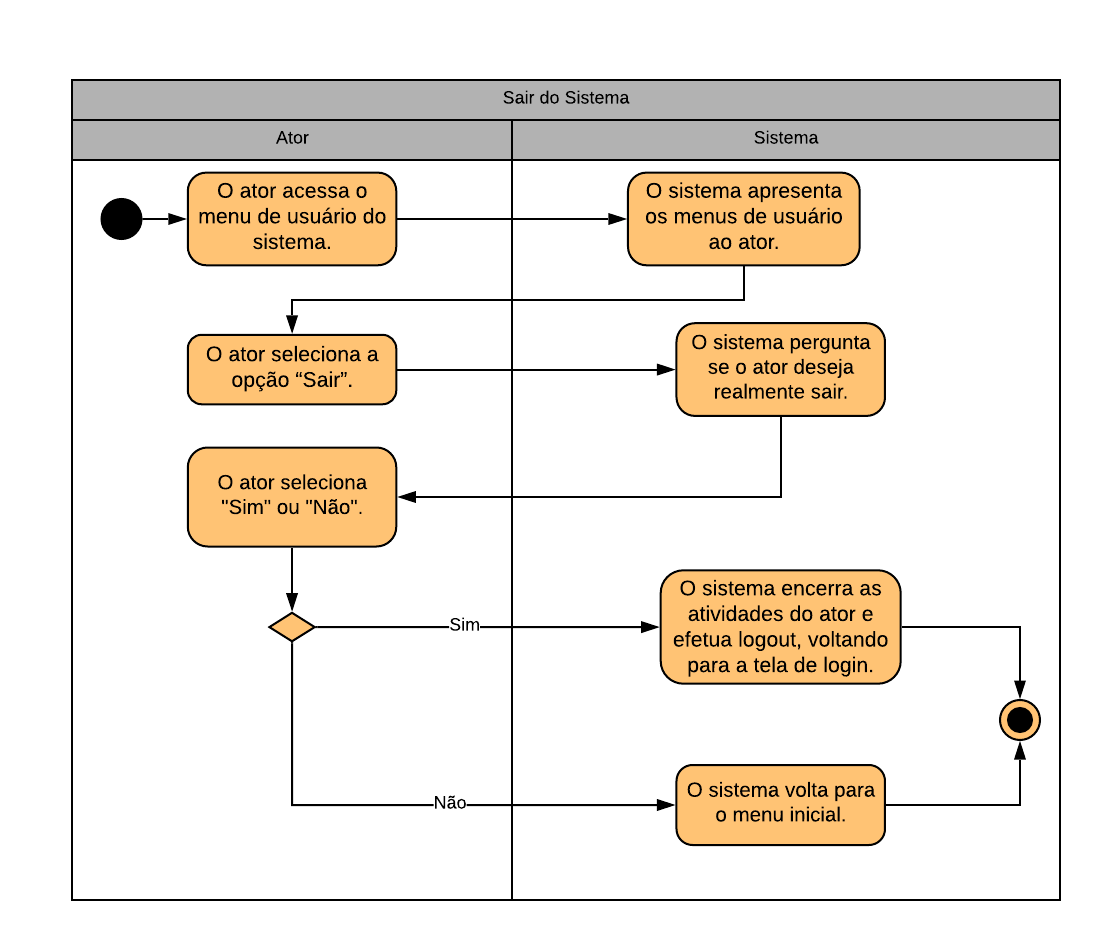 Sair do Sistema
Ator
Sistema
O ator acessa o
menu de usuário do
sistema.
O sistema apresenta
os menus de usuário
ao ator.
O ator seleciona a
opção “Sair”.
O sistema pergunta
se o ator deseja
realmente sair.
O ator seleciona
"Sim" ou "Não".
Sim
O sistema encerra as
atividades do ator e
efetua logout, voltando
para a tela de login.
Não
O sistema volta para
o menu inicial.